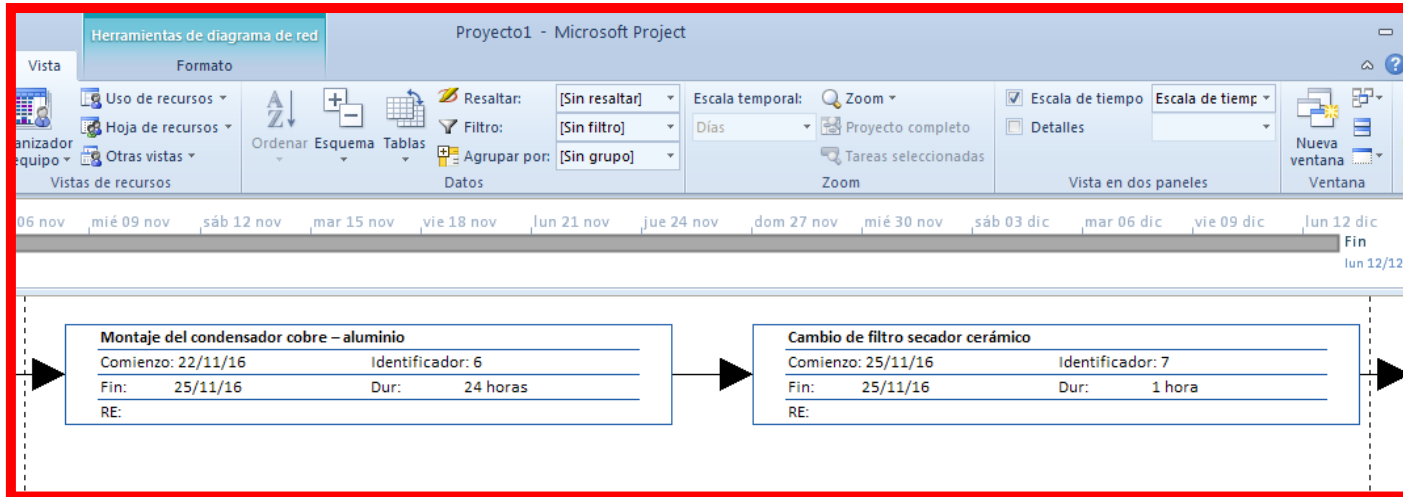 Herramientas de diagrama de red Proyecto1 - Microsoft Project
Vista Formato
Uso de recursos
Hoja de recursos
Otras vistas
anizador
equipo
Vistas de recursos
Ordenar Esquema Tablas
Resaltar: [Sin resaltar]
Filtro: [Sin filtro]
Agrupar por: [Sin grupo]
Datos
Escala temporal:
Días
Zoom
Proyecto completo
Tareas seleccionadas
Zoom
Escala de tiempo Escala de tiemp
Detalles
Vista en dos paneles
Nueva
ventana
Ventana
06 nov mié 09 nov sáb 12 nov mar 15 nov vie 18 nov lun 21 nov jue 24 nov dom 27 nov mié 30 nov sáb 03 dic mar 06 dic vie 09 dic lun 12 dic
Fin
lun 12/12
Montaje del condensador cobre – aluminio
Comienzo: 22/11/16 Identificador: 6
Fin: 25/11/16 Dur: 24 horas
RE:
Cambio de filtro secador cerámico
Comienzo: 25/11/16 Identificador: 7
Fin: 25/11/16 Dur: 1 hora
RE: